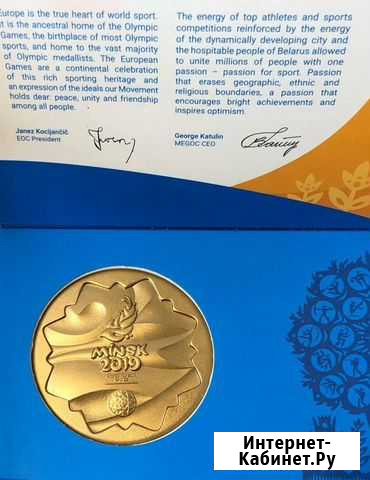 Europe is the true heart of world sport.
It is the ancestral home of the Olympic
Games, the birthplace of most Olympic
sports, and home to the vast majority
of Olympic medallists. The European
Games are a continental celebration
of this rich sporting heritage and
an expression of the ideals our Movement
holds dear: peace, unity and friendship
among all people.
Janez Kocijančič
EOC President
The energy of top athletes and sports
competitions reinforced by the energy
of the dynamically developing city and
the hospitable people of Belarus allowed
to unite millions of people with one
passion – passion for sport. Passion
that erases geographic, ethnic and
religious boundaries, a passion that
encourages bright achievements and
inspires optimism.
George Katulin
MEGOC CEO
MINSK
2019
Интернет-
Кабинет.Ру